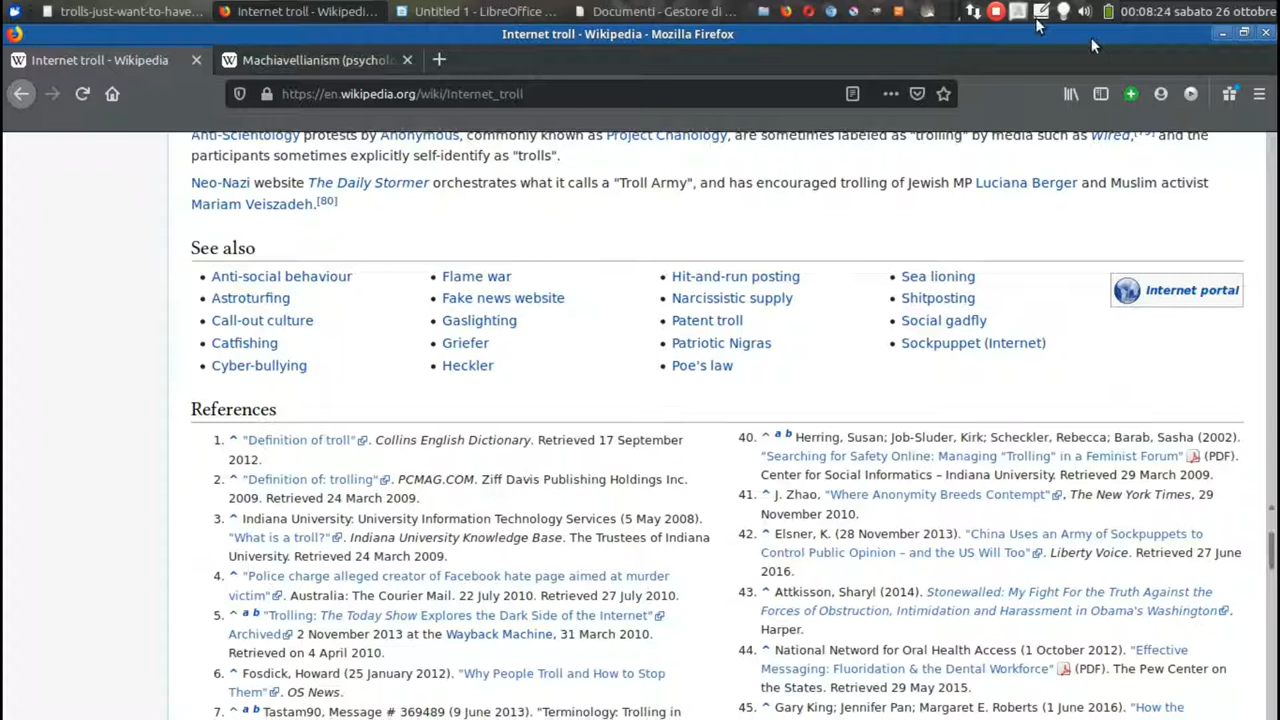 trolls-just-want-to-have...
Internet troll - Wikipedi...
Untitled 1 - LibreOffice ...
Documenti - Gestore di ...
00:08:24 sabato 26 ottobre
Internet troll - Wikipedia - Mozilla Firefox
Internet troll - Wikipedia
Machiavellianism (psychol
https://en.wikipedia.org/wiki/Internet_troll
Anti-Scientology protests by Anonymous, commonly known as Project Chanology, are sometimes labeled as "trolling" by media such as Wired,[79] and the
participants sometimes explicitly self-identify as "trolls".
Neo-Nazi website The Daily Stormer orchestrates what it calls a "Troll Army", and has encouraged trolling of Jewish MP Luciana Berger and Muslim activist
Mariam Veiszadeh.[80]
See also
• Anti-social behaviour
• Astroturfing
• Call-out culture
• Catfishing
• Cyber-bullying
• Flame war
• Fake news website
• Gaslighting
• Griefer
• Heckler
• Hit-and-run posting
• Narcissistic supply
• Patent troll
• Patriotic Nigras
• Poe's law
• Sea lioning
• Shitposting
• Social gadfly
• Sockpuppet (Internet)
Internet portal
References
1. ^ "Definition of troll". Collins English Dictionary. Retrieved 17 September
2012.
2. ^ "Definition of: trolling". PCMAG.COM. Ziff Davis Publishing Holdings Inc.
2009. Retrieved 24 March 2009.
3. ^ Indiana University: University Information Technology Services (5 May 2008).
"What is a troll?". Indiana University Knowledge Base. The Trustees of Indiana
University. Retrieved 24 March 2009.
4. ^ "Police charge alleged creator of Facebook hate page aimed at murder
victim". Australia: The Courier Mail. 22 July 2010. Retrieved 27 July 2010.
5. ^ a b "Trolling: The Today Show Explores the Dark Side of the Internet"
Archived 2 November 2013 at the Wayback Machine, 31 March 2010.
Retrieved on 4 April 2010.
6. ^ Fosdick, Howard (25 January 2012). "Why People Troll and How to Stop
Them". OS News.
7. ^ a b Tastam90, Message # 369489 (9 June 2013). "Terminology: Trolling in
40. ^ a b Herring, Susan; Job-Sluder, Kirk; Scheckler, Rebecca; Barab, Sasha (2002).
"Searching for Safety Online: Managing "Trolling" in a Feminist Forum" (PDF).
Center for Social Informatics – Indiana University. Retrieved 29 March 2009.
41. ^ J. Zhao, "Where Anonymity Breeds Contempt", The New York Times, 29
November 2010.
42. ^ Elsner, K. (28 November 2013). "China Uses an Army of Sockpuppets to
Control Public Opinion – and the US Will Too". Liberty Voice. Retrieved 27 June
2016.
43. ^ Attkisson, Sharyl (2014). Stonewalled: My Fight For the Truth Against the
Forces of Obstruction, Intimidation and Harassment in Obama's Washington.
Harper.
44. ^ National Networg for Oral Health Access (1 October 2012). "Effective
Messaging: Fluoridation & the Dental Workforce" (PDF). The Pew Center on
the States. Retrieved 29 May 2015.
45. ^ Gary King; Jennifer Pan; Margaret E. Roberts (1 June 2016). "How the